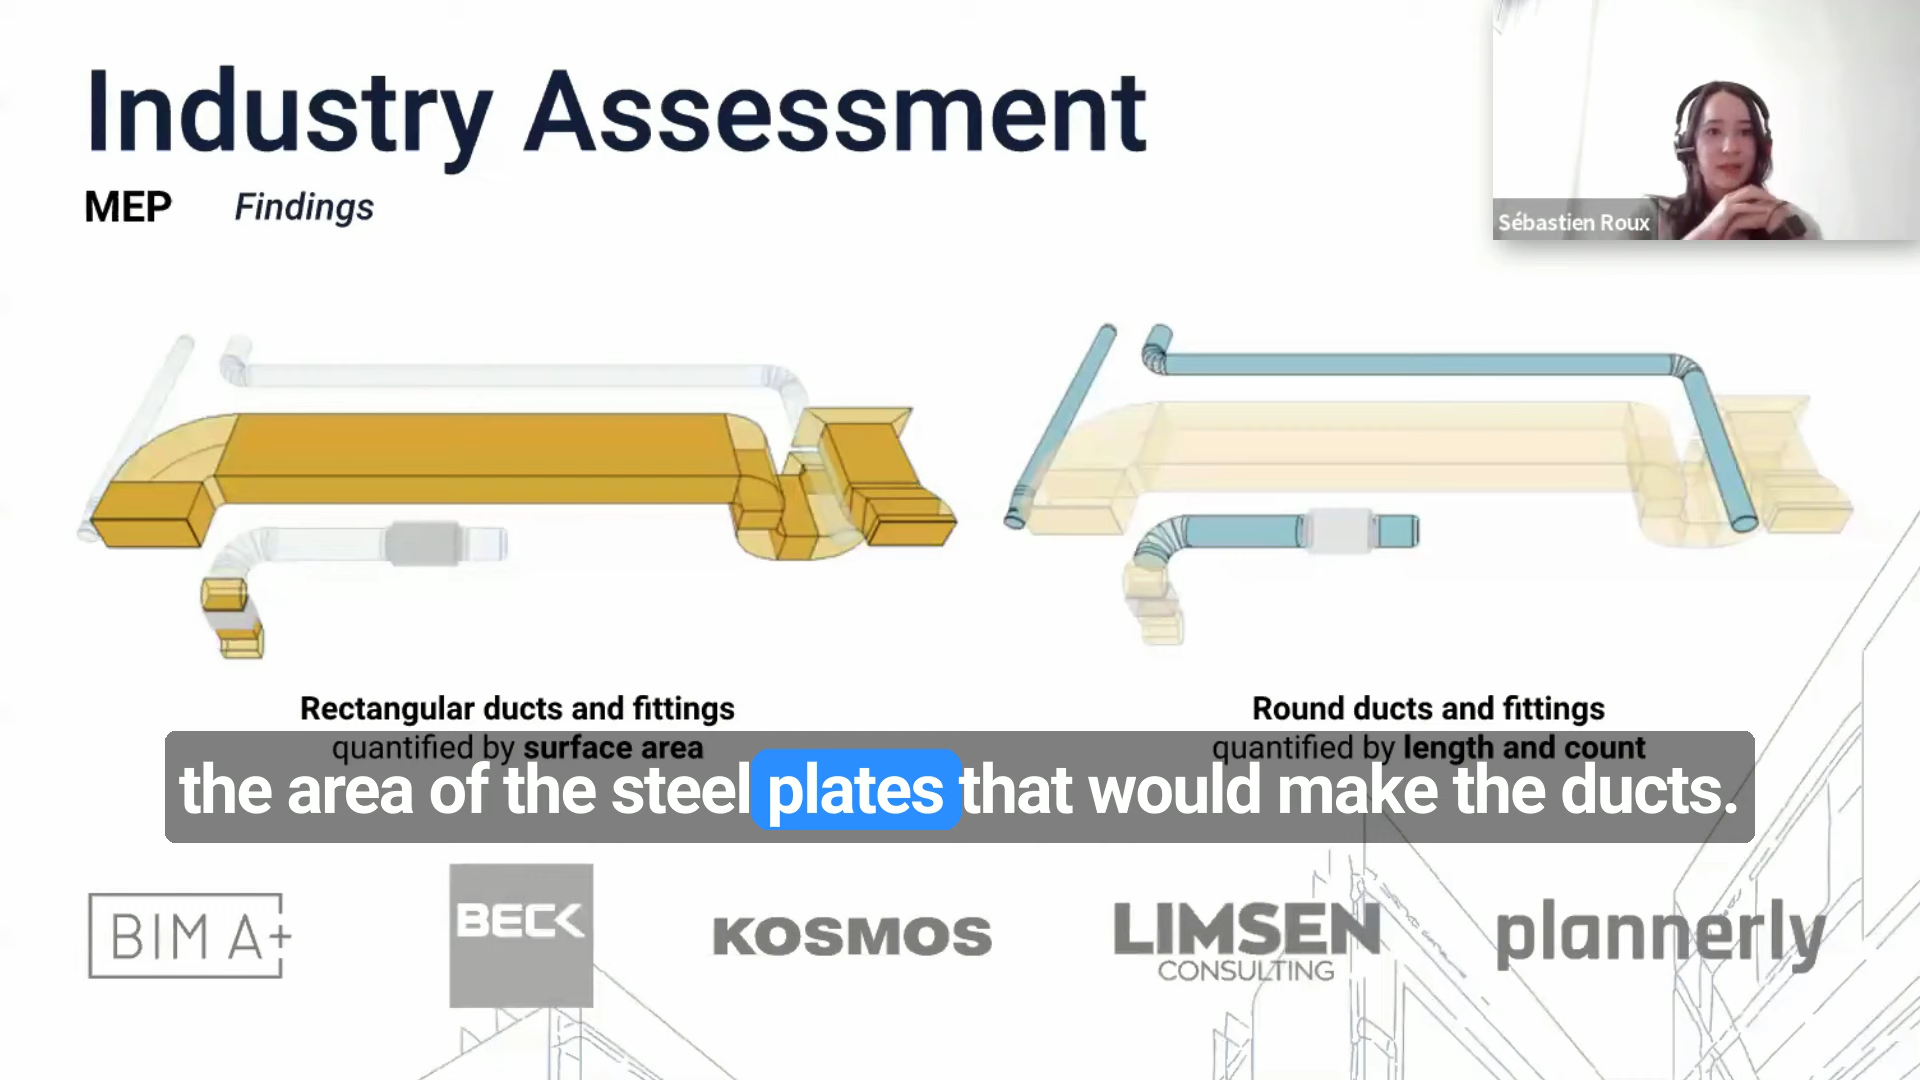 Industry Assessment
MEP Findings
Sébastien Roux
Rectangular ducts and fittings
quantified by surface area
Round ducts and fittings
quantified by length and count
the area of the steel plates that would make the ducts.
BIM A+
BECK
KOSMOS
LIMSEN
CONSULTING
plannerly